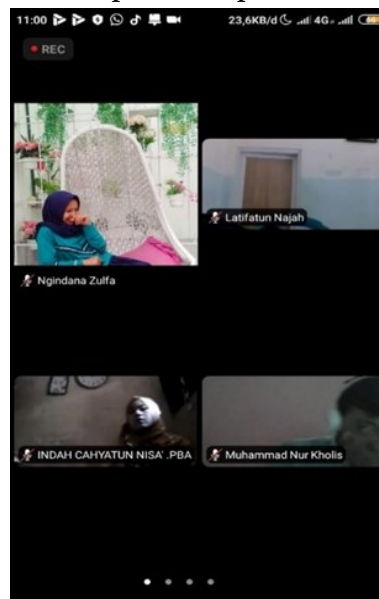 11:00 23,6KB/d 4G
REC
Latifatun Najah
Ngindana Zulfa
INDAH CAHYATUN NISA' .PBA
Muhammad Nur Kholis